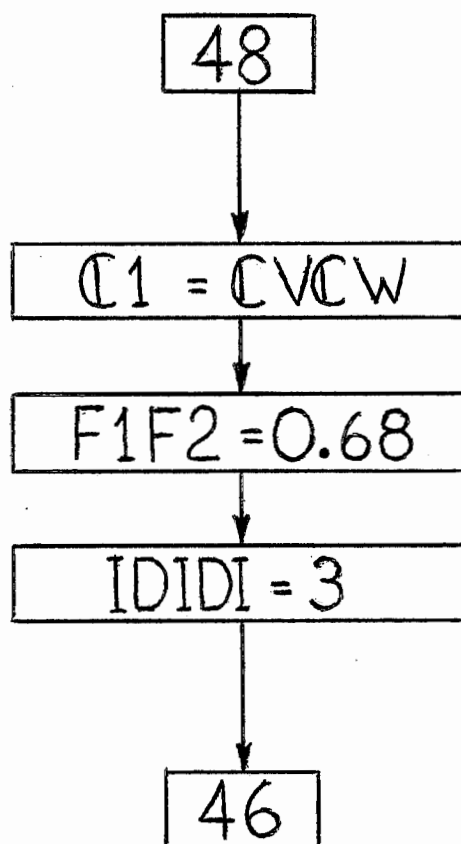 48
ℂ1 = ℂVℂW
F1F2 = 0.68
IDIDI = 3
46